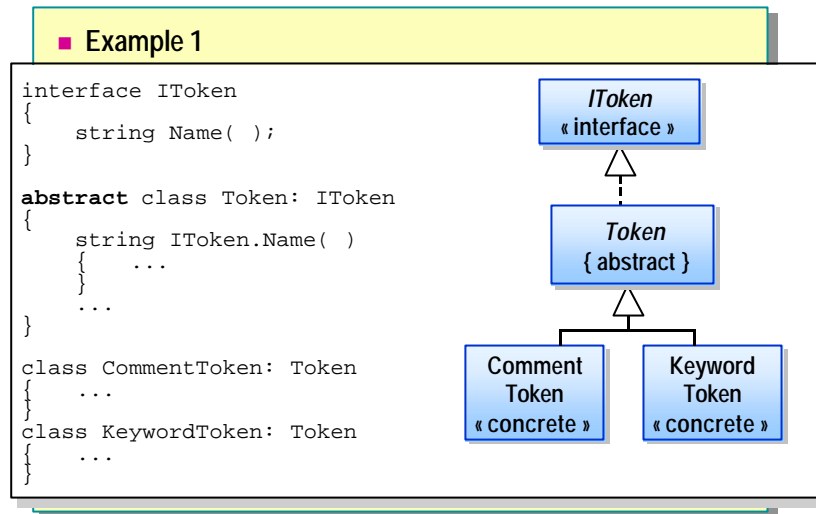 Example 1
interface IToken
{
    string Name( );
}
abstract class Token: IToken
{
    string IToken.Name( )
    {   ...
    }
    ...
}
class CommentToken: Token
{   ...
}
class KeywordToken: Token
{   ...
}
IToken
« interface »
Token
{ abstract }
Comment
Token
« concrete »
Keyword
Token
« concrete »